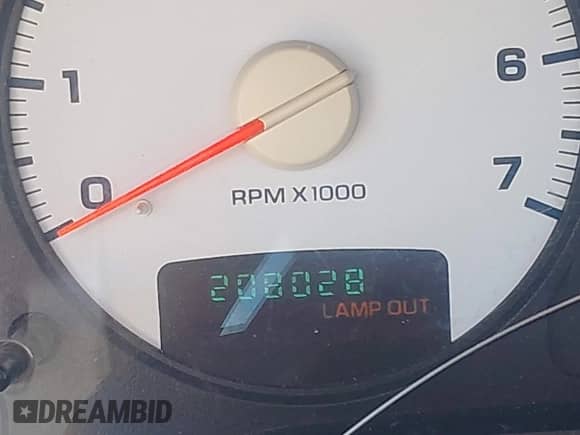 1
6
0
7
RPM X1000
208028
LAMP OUT
DREAMBID